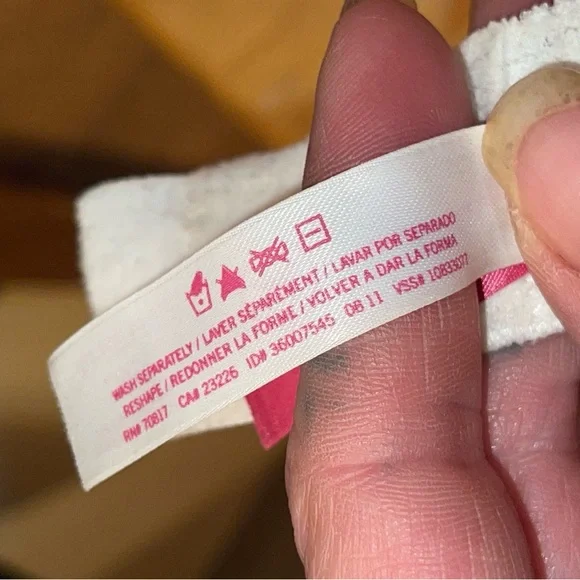 WASH SEPARATELY / LAVER SÉPARÉMENT / LAVAR POR SEPARADO
RESHAPE / REDONNER LA FORME / VOLVER A DAR LA FORMA
RN# 70817 CA# 23226 ID# 36007545 08 11 VSS# 1083307